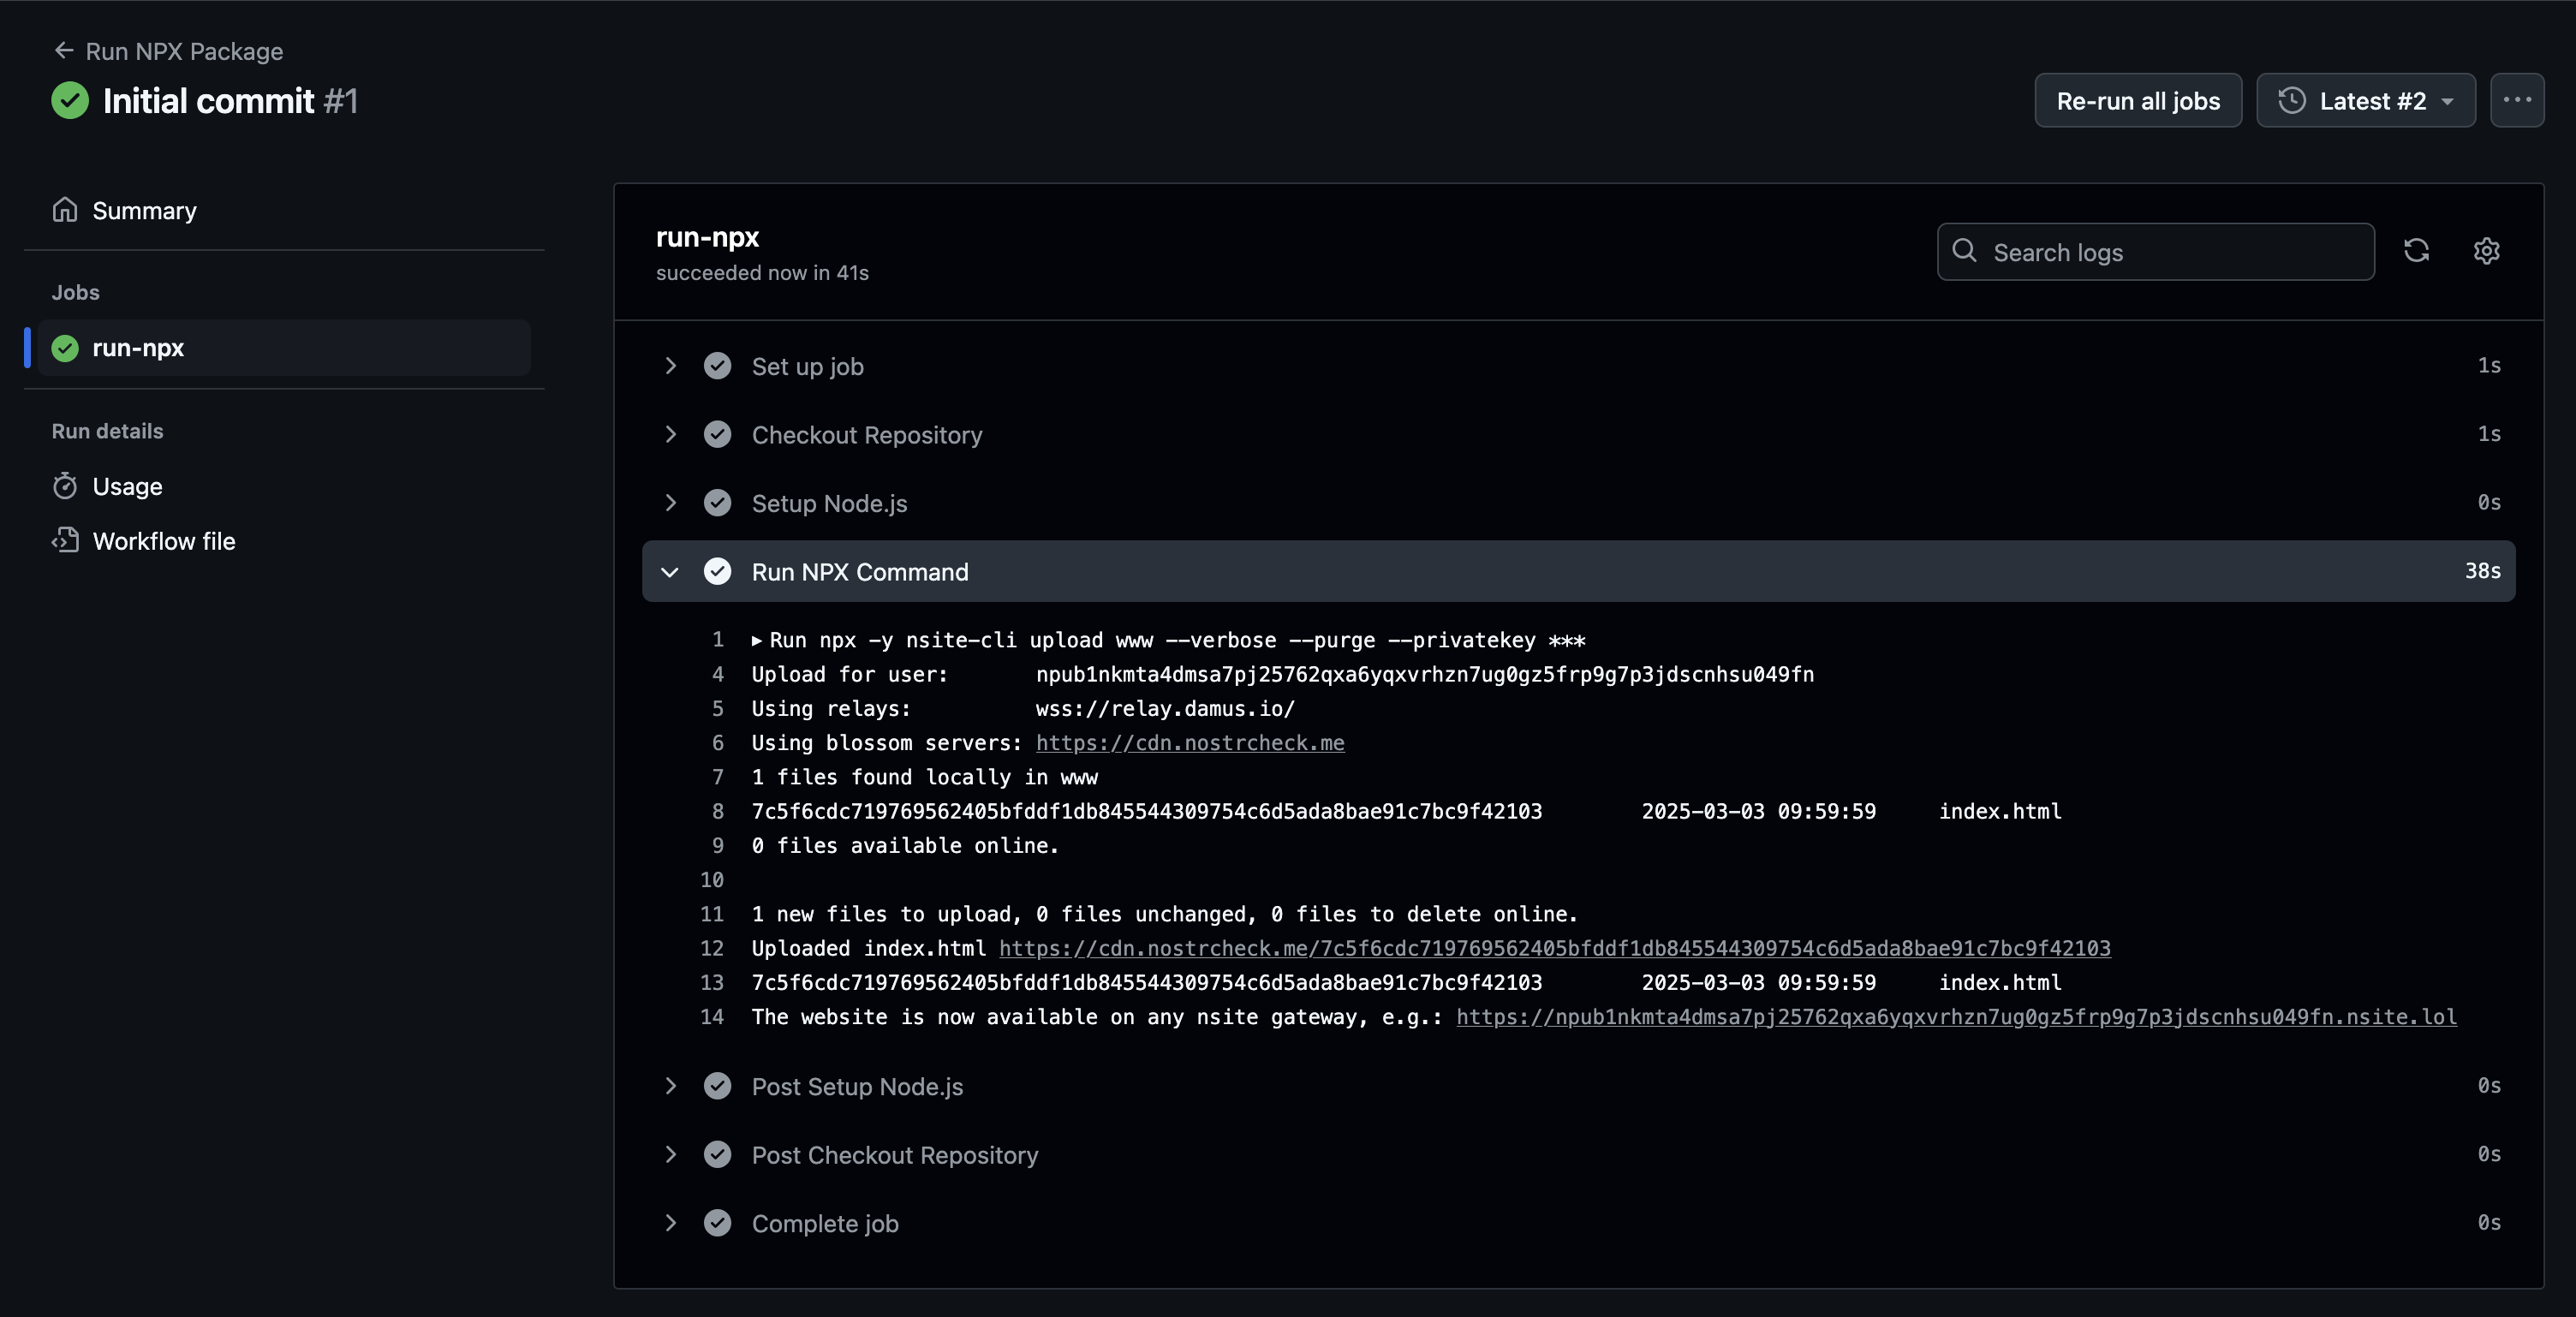 Run NPX Package
Initial commit #1
Re-run all jobs
Latest #2
Summary
Jobs
run-npx
Run details
Usage
Workflow file
run-npx
succeeded now in 41s
Search logs
Set up job 1s
Checkout Repository 1s
Setup Node.js 0s
Run NPX Command 38s
1 Run npx -y nsite-cli upload www --verbose --purge --privatekey ***
4 Upload for user: npub1nkmta4dmsa7pj25762qxa6yqxvrhzn7ug0gz5frp9g7p3jdscnhsu049fn
5 Using relays: wss://relay.damus.io/
6 Using blossom servers: https://cdn.nostrcheck.me
7 1 files found locally in www
8 7c5f6cdc719769562405bfddf1db845544309754c6d5ada8bae91c7bc9f42103 2025-03-03 09:59:59 index.html
9 0 files available online.
10
11 1 new files to upload, 0 files unchanged, 0 files to delete online.
12 Uploaded index.html https://cdn.nostrcheck.me/7c5f6cdc719769562405bfddf1db845544309754c6d5ada8bae91c7bc9f42103
13 7c5f6cdc719769562405bfddf1db845544309754c6d5ada8bae91c7bc9f42103 2025-03-03 09:59:59 index.html
14 The website is now available on any nsite gateway, e.g.: https://npub1nkmta4dmsa7pj25762qxa6yqxvrhzn7ug0gz5frp9g7p3jdscnhsu049fn.nsite.lol
Post Setup Node.js 0s
Post Checkout Repository 0s
Complete job 0s